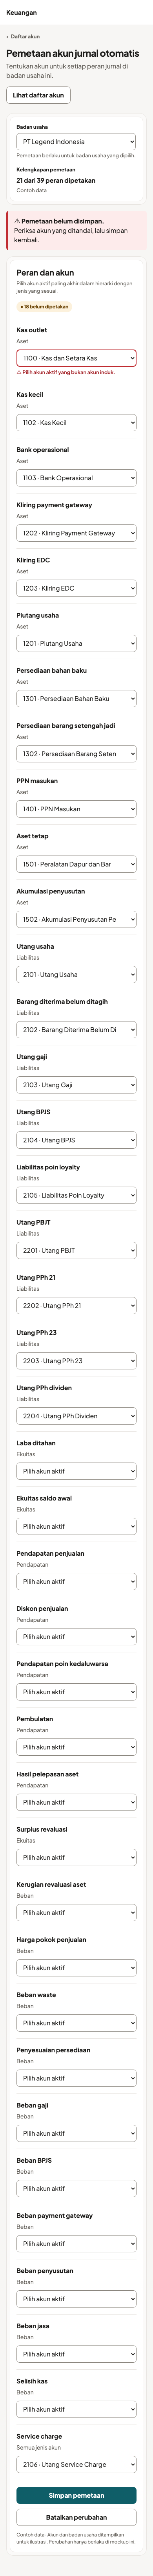 Keuangan
‹ Daftar akun
Pemetaan akun jurnal otomatis
Tentukan akun untuk setiap peran jurnal di
badan usaha ini.
Lihat daftar akun
Badan usaha
PT Legend Indonesia
Pemetaan berlaku untuk badan usaha yang dipilih.
Kelengkapan pemetaan
21 dari 39 peran dipetakan
Contoh data
⚠ Pemetaan belum disimpan.
Periksa akun yang ditandai, lalu simpan
kembali.
Peran dan akun
Pilih akun aktif paling akhir dalam hierarki dengan
jenis yang sesuai.
• 18 belum dipetakan
Kas outlet
Aset
1100 · Kas dan Setara Kas
⚠ Pilih akun aktif yang bukan akun induk.
Kas kecil
Aset
1102 · Kas Kecil
Bank operasional
Aset
1103 · Bank Operasional
Kliring payment gateway
Aset
1202 · Kliring Payment Gateway
Kliring EDC
Aset
1203 · Kliring EDC
Piutang usaha
Aset
1201 · Piutang Usaha
Persediaan bahan baku
Aset
1301 · Persediaan Bahan Baku
Persediaan barang setengah jadi
Aset
1302 · Persediaan Barang Seten
PPN masukan
Aset
1401 · PPN Masukan
Aset tetap
Aset
1501 · Peralatan Dapur dan Bar
Akumulasi penyusutan
Aset
1502 · Akumulasi Penyusutan Pe
Utang usaha
Liabilitas
2101 · Utang Usaha
Barang diterima belum ditagih
Liabilitas
2102 · Barang Diterima Belum Di
Utang gaji
Liabilitas
2103 · Utang Gaji
Utang BPJS
Liabilitas
2104 · Utang BPJS
Liabilitas poin loyalty
Liabilitas
2105 · Liabilitas Poin Loyalty
Utang PBJT
Liabilitas
2201 · Utang PBJT
Utang PPh 21
Liabilitas
2202 · Utang PPh 21
Utang PPh 23
Liabilitas
2203 · Utang PPh 23
Utang PPh dividen
Liabilitas
2204 · Utang PPh Dividen
Laba ditahan
Ekuitas
Pilih akun aktif
Ekuitas saldo awal
Ekuitas
Pilih akun aktif
Pendapatan penjualan
Pendapatan
Pilih akun aktif
Diskon penjualan
Pendapatan
Pilih akun aktif
Pendapatan poin kedaluwarsa
Pendapatan
Pilih akun aktif
Pembulatan
Pendapatan
Pilih akun aktif
Hasil pelepasan aset
Pendapatan
Pilih akun aktif
Surplus revaluasi
Ekuitas
Pilih akun aktif
Kerugian revaluasi aset
Beban
Pilih akun aktif
Harga pokok penjualan
Beban
Pilih akun aktif
Beban waste
Beban
Pilih akun aktif
Penyesuaian persediaan
Beban
Pilih akun aktif
Beban gaji
Beban
Pilih akun aktif
Beban BPJS
Beban
Pilih akun aktif
Beban payment gateway
Beban
Pilih akun aktif
Beban penyusutan
Beban
Pilih akun aktif
Beban jasa
Beban
Pilih akun aktif
Selisih kas
Beban
Pilih akun aktif
Service charge
Semua jenis akun
2106 · Utang Service Charge
Simpan pemetaan
Batalkan perubahan
Contoh data · Akun dan badan usaha ditampilkan
untuk ilustrasi. Perubahan hanya berlaku di mockup ini.